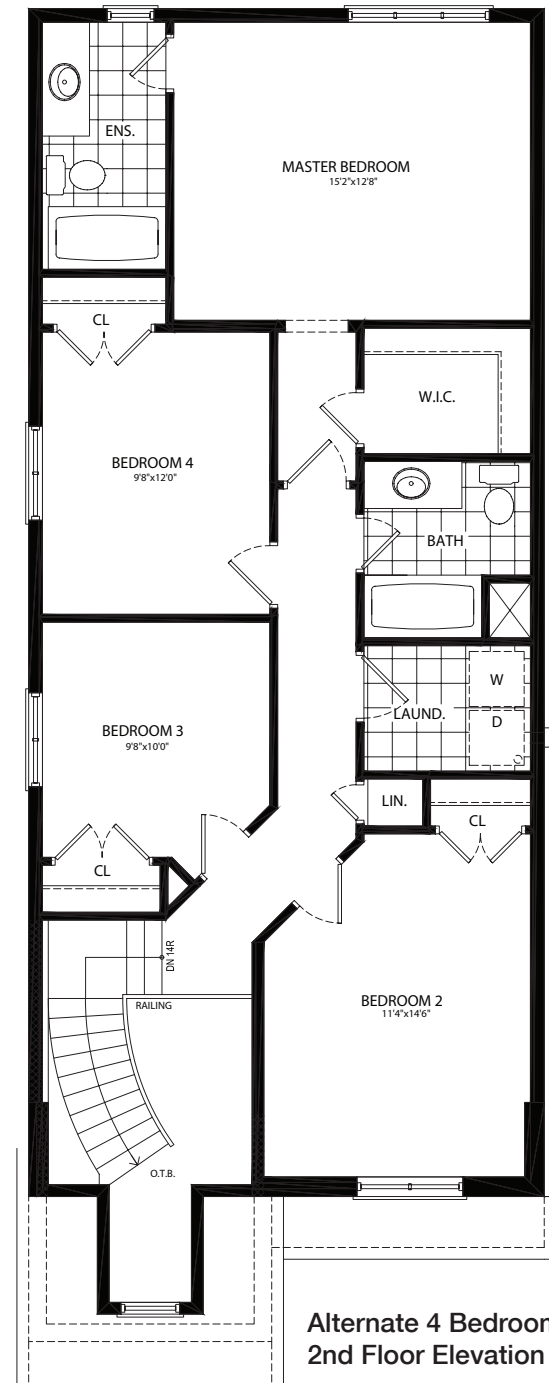 ENS.
MASTER BEDROOM
15'2"x12'8"
CL
W.I.C.
BEDROOM 4
9'8"x12'0"
BATH
W
LAUND.
D
BEDROOM 3
9'8"x10'0"
LIN.
CL
CL
DN 14R
RAILING
BEDROOM 2
11'4"x14'6"
O.T.B.
Alternate 4 Bedroom
2nd Floor Elevation